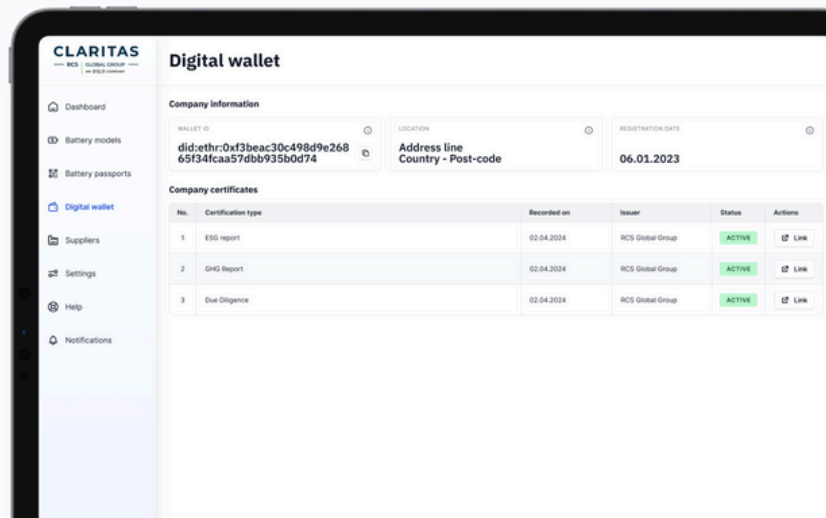 CLARITAS
RCS GLOBAL GROUP
Digital wallet
Dashboard
Battery models
Battery passports
Digital wallet
Suppliers
Settings
Help
Notifications
Company information
WALLET ID
did:ethr:0xf3beac30c498d9e268
65f34fcaa57dbb935b0d74
LOCATION
Address line
Country - Post-code
REGISTRATION DATE
06.01.2023
Company certificates
No. Certification type Recorded on Issuer Status Actions
1 ESG report 02.04.2024 RCS Global Group ACTIVE Link
2 GHG Report 02.04.2024 RCS Global Group ACTIVE Link
3 Due Diligence 02.04.2024 RCS Global Group ACTIVE Link